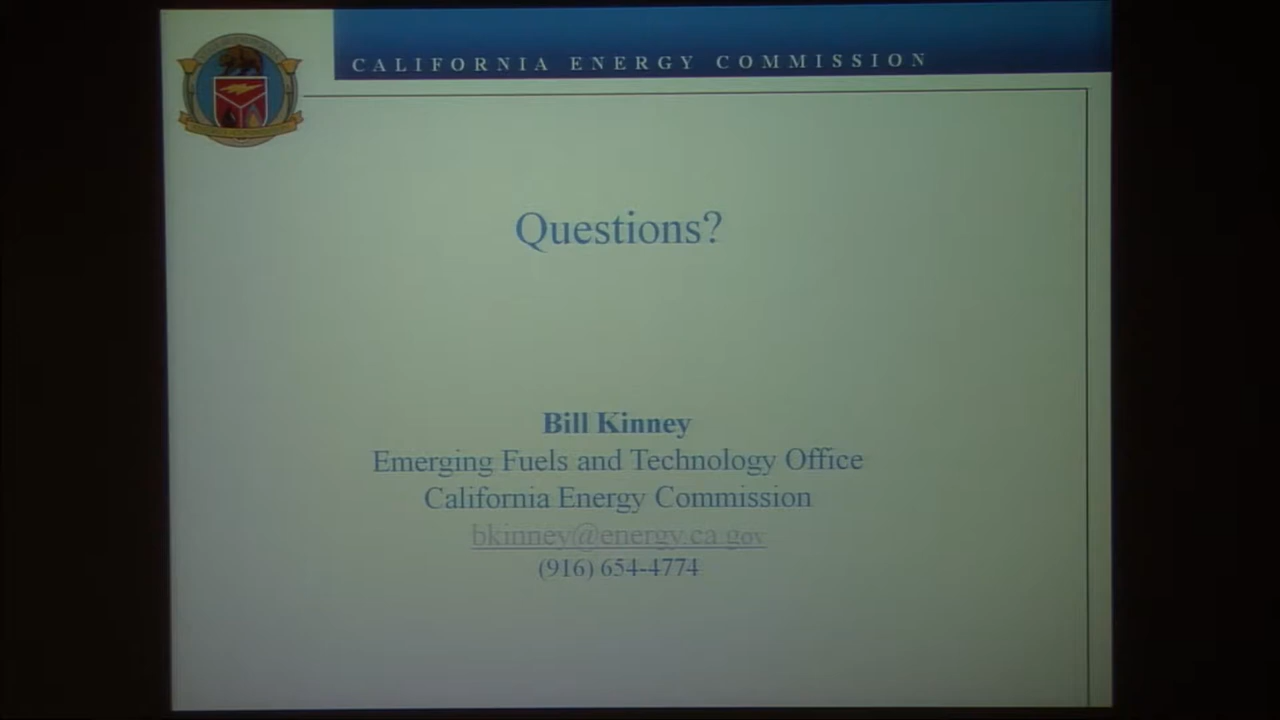 CALIFORNIA ENERGY COMMISSION
Questions?
Bill Kinney
Emerging Fuels and Technology Office
California Energy Commission
bkinney@energy.ca.gov
(916) 654-4774